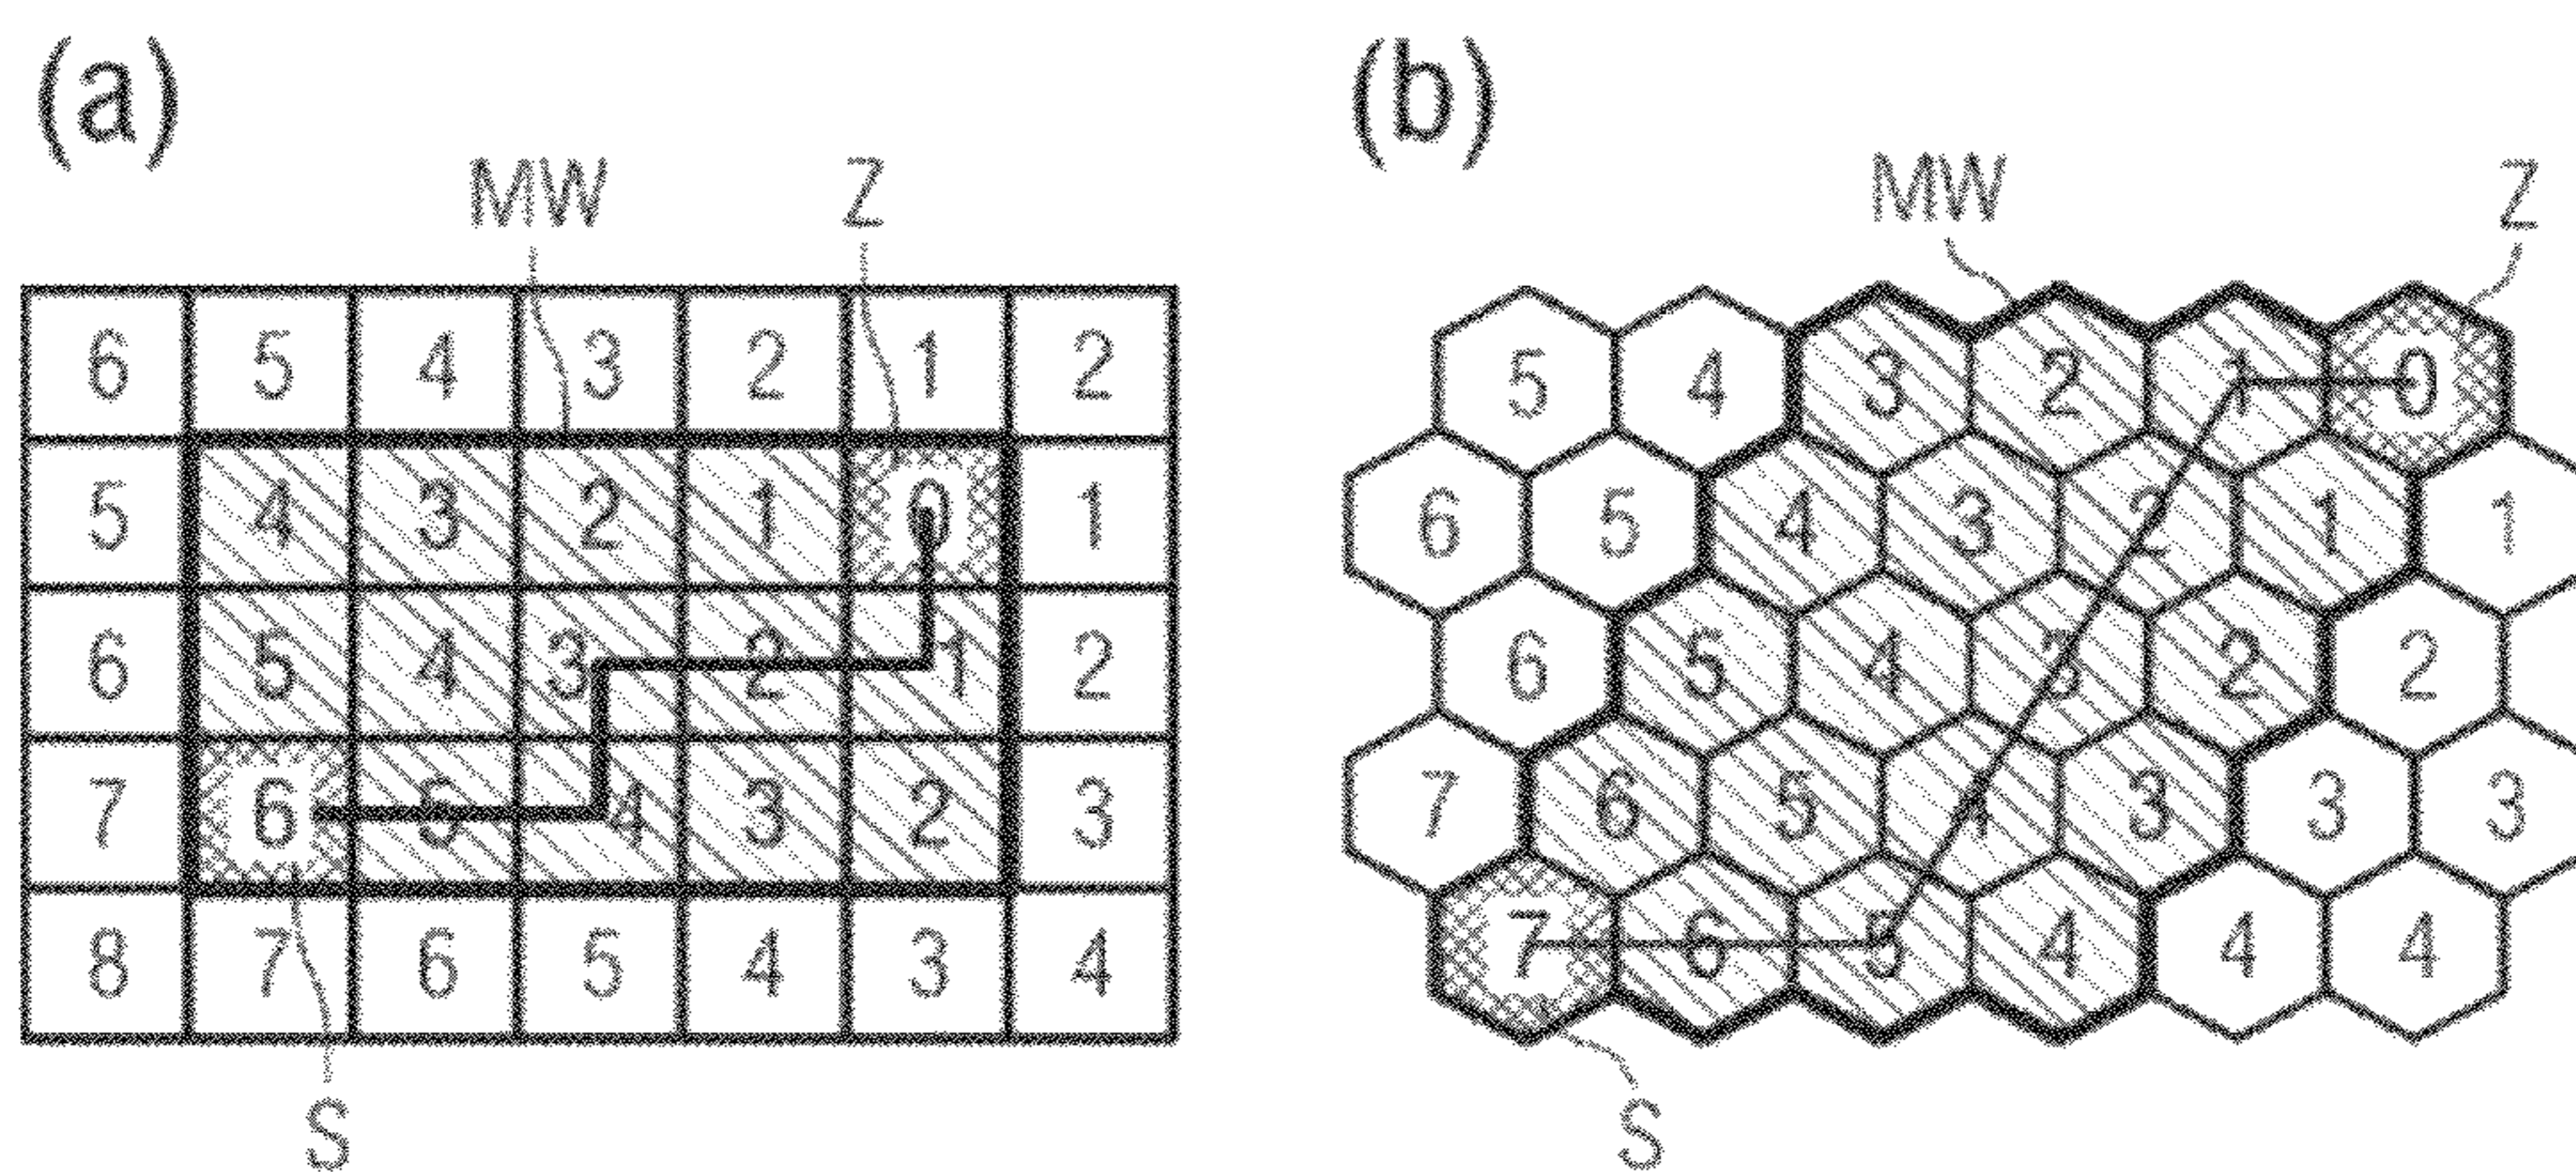 (a)
MW Z
6 5 4 3 2 1 2
5 4 3 2 1 0 1
6 5 4 3 2 1 2
7 6 5 4 3 2 3
8 7 6 5 4 3 4
S
(b)
MW Z
5 4 3 2 1 0
6 5 4 3 2 1 1
6 5 4 3 2 2
7 6 5 4 3 3 3
7 6 5 4 4 4
S